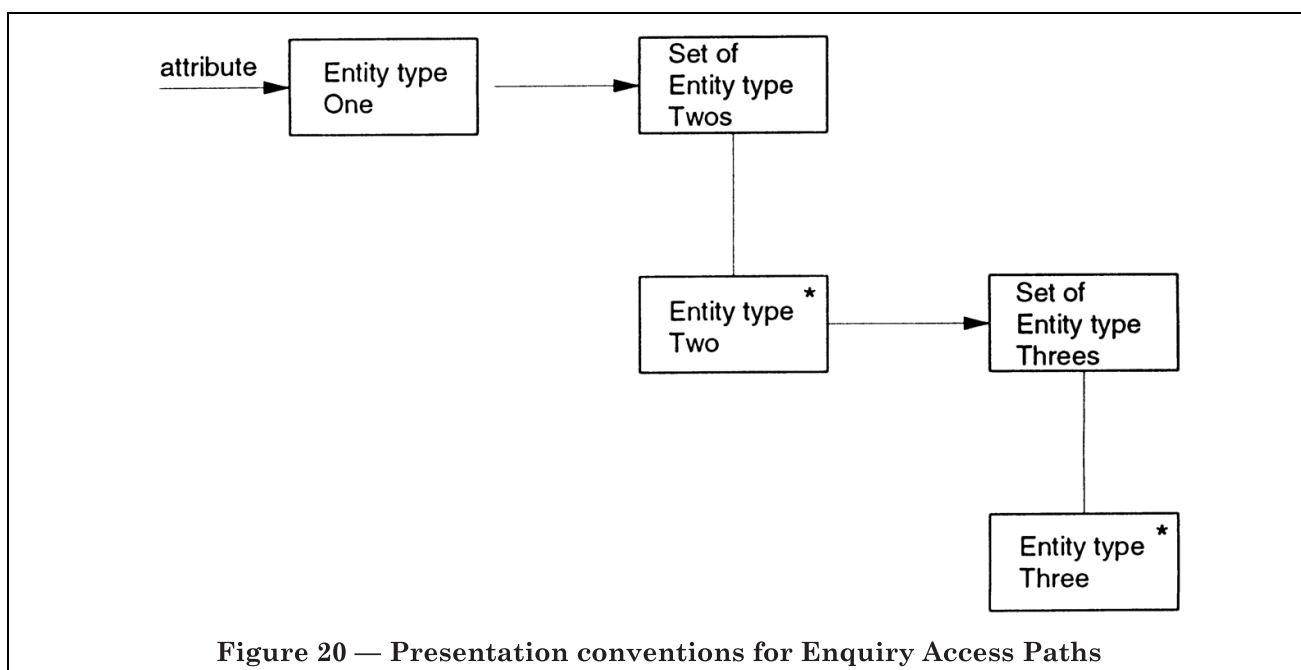 attribute
Entity type
One
Set of
Entity type
Twos
Entity type *
Two
Set of
Entity type
Threes
Entity type *
Three
Figure 20 — Presentation conventions for Enquiry Access Paths